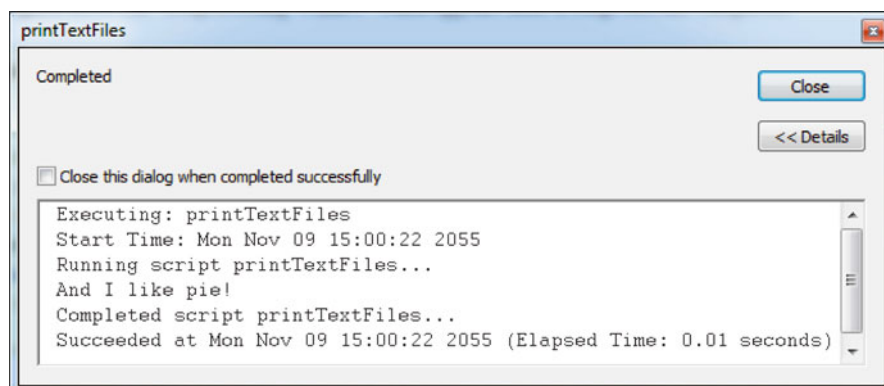 printTextFiles
Completed
Close
<< Details
Close this dialog when completed successfully
Executing: printTextFiles
Start Time: Mon Nov 09 15:00:22 2055
Running script printTextFiles...
And I like pie!
Completed script printTextFiles...
Succeeded at Mon Nov 09 15:00:22 2055 (Elapsed Time: 0.01 seconds)